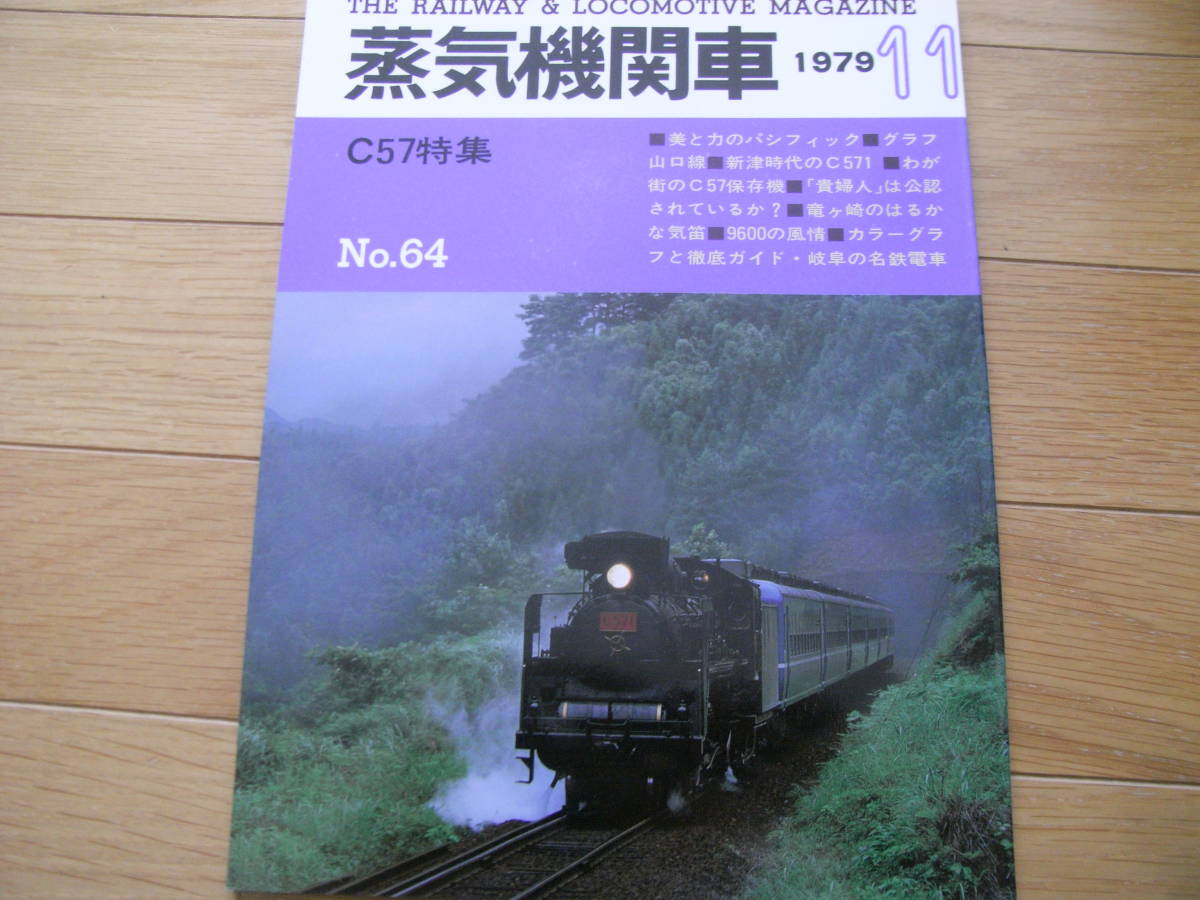 THE RAILWAY & LOCOMOTIVE MAGAZINE
蒸気機関車 1979 11
C57特集
■美と力のパシフィック■グラフ
山口線■新津時代のC571 ■わが
街のC57保存機■「貴婦人」は公認
されているか？■竜ヶ崎のはるか
な気笛■9600の風情■カラーグラ
フと徹底ガイド・岐阜の名鉄電車
No.64
C571